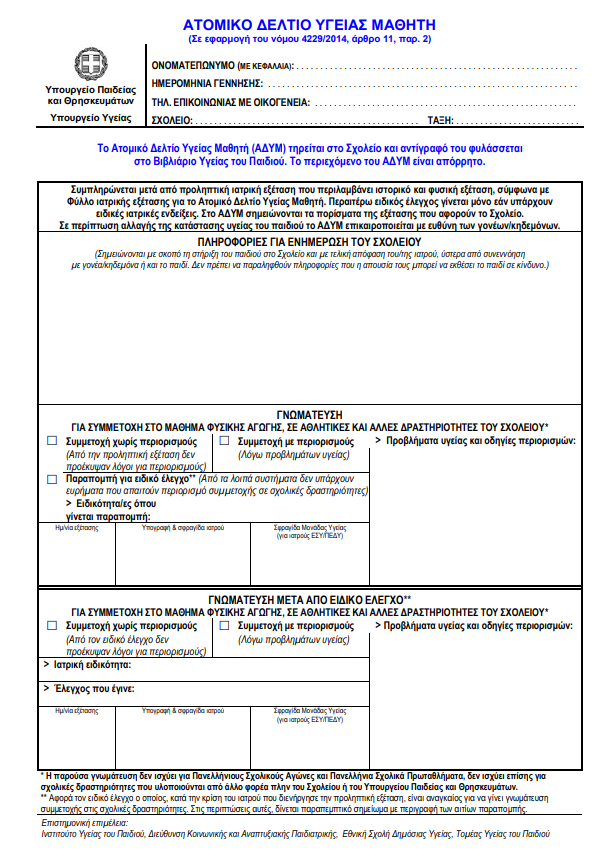 ΑΤΟΜΙΚΟ ΔΕΛΤΙΟ ΥΓΕΙΑΣ ΜΑΘΗΤΗ
(Σε εφαρμογή του νόμου 4229/2014, άρθρο 11, παρ. 2)
Υπουργείο Παιδείας
και Θρησκευμάτων
Υπουργείο Υγείας
ΟΝΟΜΑΤΕΠΩΝΥΜΟ (ΜΕ ΚΕΦΑΛΑΙΑ):
ΗΜΕΡΟΜΗΝΙΑ ΓΕΝΝΗΣΗΣ:
ΤΗΛ. ΕΠΙΚΟΙΝΩΝΙΑΣ ΜΕ ΟΙΚΟΓΕΝΕΙΑ:
ΣΧΟΛΕΙΟ: ΤΑΞΗ:
Το Ατομικό Δελτίο Υγείας Μαθητή (ΑΔΥΜ) τηρείται στο Σχολείο και αντίγραφό του φυλάσσεται
στο Βιβλιάριο Υγείας του Παιδιού. Το περιεχόμενο του ΑΔΥΜ είναι απόρρητο.
Συμπληρώνεται μετά από προληπτική ιατρική εξέταση που περιλαμβάνει ιστορικό και φυσική εξέταση, σύμφωνα με
Φύλλο ιατρικής εξέτασης για το Ατομικό Δελτίο Υγείας Μαθητή. Περαιτέρω ειδικός έλεγχος γίνεται μόνο εάν υπάρχουν
ειδικές ιατρικές ενδείξεις. Στο ΑΔΥΜ σημειώνονται τα πορίσματα της εξέτασης που αφορούν το Σχολείο.
Σε περίπτωση αλλαγής της κατάστασης υγείας του παιδιού το ΑΔΥΜ επικαιροποιείται με ευθύνη των γονέων/κηδεμόνων.
ΠΛΗΡΟΦΟΡΙΕΣ ΓΙΑ ΕΝΗΜΕΡΩΣΗ ΤΟΥ ΣΧΟΛΕΙΟΥ
(Σημειώνονται με σκοπό τη στήριξη του παιδιού στο Σχολείο και με τελική απόφαση του/της ιατρού, ύστερα από συνεννόηση
με γονέα/κηδεμόνα ή και το παιδί. Δεν πρέπει να παραληφθούν πληροφορίες που η απουσία τους μπορεί να εκθέσει το παιδί σε κίνδυνο.)
ΓΝΩΜΑΤΕΥΣΗ
ΓΙΑ ΣΥΜΜΕΤΟΧΗ ΣΤΟ ΜΑΘΗΜΑ ΦΥΣΙΚΗΣ ΑΓΩΓΗΣ, ΣΕ ΑΘΛΗΤΙΚΕΣ ΚΑΙ ΑΛΛΕΣ ΔΡΑΣΤΗΡΙΟΤΗΤΕΣ ΤΟΥ ΣΧΟΛΕΙΟΥ*
Συμμετοχή χωρίς περιορισμούς
(Από την προληπτική εξέταση δεν
προέκυψαν λόγοι για περιορισμούς)
Συμμετοχή με περιορισμούς
(Λόγω προβλημάτων υγείας)
> Προβλήματα υγείας και οδηγίες περιορισμών:
Παραπομπή για ειδικό έλεγχο** (Από τα λοιπά συστήματα δεν υπάρχουν
ευρήματα που απαιτούν περιορισμό συμμετοχής σε σχολικές δραστηριότητες)
> Ειδικότητα/ες όπου
γίνεται παραπομπή:
Ημ/νία εξέτασης
Υπογραφή & σφραγίδα ιατρού
Σφραγίδα Μονάδας Υγείας
(για ιατρούς ΕΣΥ/ΠΕΔΥ)
ΓΝΩΜΑΤΕΥΣΗ ΜΕΤΑ ΑΠΟ ΕΙΔΙΚΟ ΕΛΕΓΧΟ**
ΓΙΑ ΣΥΜΜΕΤΟΧΗ ΣΤΟ ΜΑΘΗΜΑ ΦΥΣΙΚΗΣ ΑΓΩΓΗΣ, ΣΕ ΑΘΛΗΤΙΚΕΣ ΚΑΙ ΑΛΛΕΣ ΔΡΑΣΤΗΡΙΟΤΗΤΕΣ ΤΟΥ ΣΧΟΛΕΙΟΥ*
Συμμετοχή χωρίς περιορισμούς
(Από τον ειδικό έλεγχο δεν
προέκυψαν λόγοι για περιορισμούς)
Συμμετοχή με περιορισμούς
(Λόγω προβλημάτων υγείας)
> Προβλήματα υγείας και οδηγίες περιορισμών:
> Ιατρική ειδικότητα:
> Έλεγχος που έγινε:
Ημ/νία εξέτασης
Υπογραφή & σφραγίδα ιατρού
Σφραγίδα Μονάδας Υγείας
(για ιατρούς ΕΣΥ/ΠΕΔΥ)
* Η παρούσα γνωμάτευση δεν ισχύει για Πανελλήνιους Σχολικούς Αγώνες και Πανελλήνια Σχολικά Πρωταθλήματα, δεν ισχύει επίσης για
σχολικές δραστηριότητες που υλοποιούνται από άλλο φορέα πλην του Σχολείου ή του Υπουργείου Παιδείας και Θρησκευμάτων.
** Αφορά τον ειδικό έλεγχο ο οποίος, κατά την κρίση του ιατρού που διενήργησε την προληπτική εξέταση, είναι αναγκαίος για να γίνει γνωμάτευση
συμμετοχής στις σχολικές δραστηριότητες. Στις περιπτώσεις αυτές, δίνεται παραπεμπτικό σημείωμα με περιγραφή των αιτίων παραπομπής.
Επιστημονική επιμέλεια:
Ινστιτούτο Υγείας του Παιδιού, Διεύθυνση Κοινωνικής και Αναπτυξιακής Παιδιατρικής, Εθνική Σχολή Δημόσιας Υγείας, Τομέας Υγείας του Παιδιού